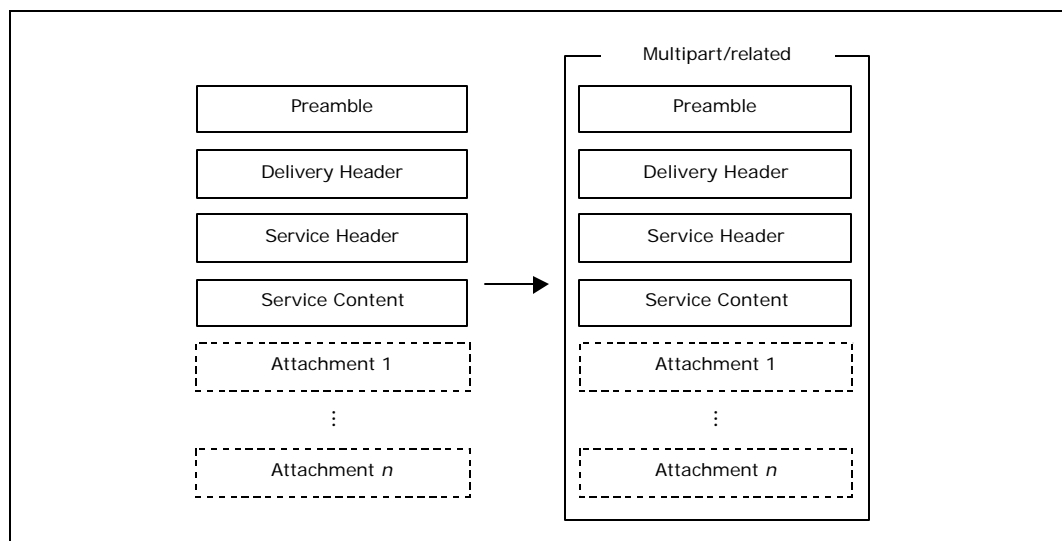 Multipart/related
Preamble
Preamble
Delivery Header
Delivery Header
Service Header
Service Header
Service Content
Service Content
Attachment 1
Attachment 1
⋮
⋮
Attachment n
Attachment n